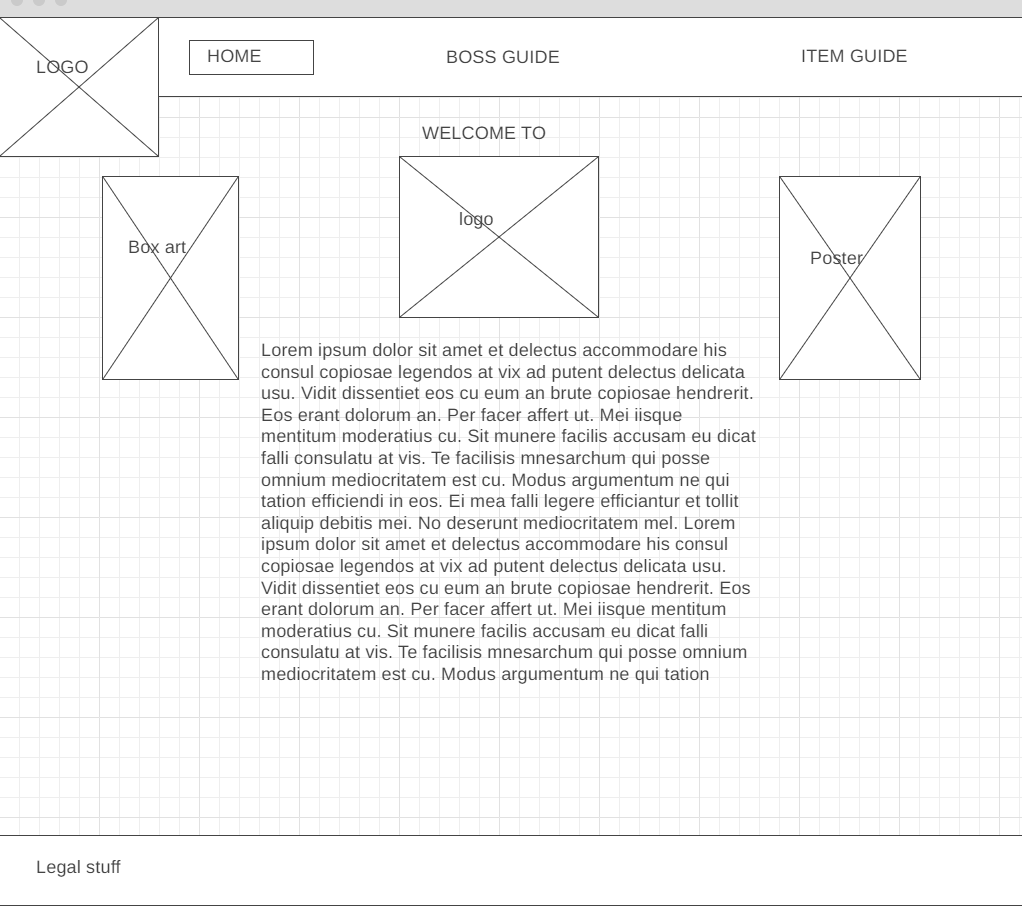 LOGO
HOME
BOSS GUIDE
ITEM GUIDE
WELCOME TO
logo
Box art
Poster
Lorem ipsum dolor sit amet et delectus accommodare his
consul copiosae legendos at vix ad putent delectus delicata
usu. Vidit dissentiet eos cu eum an brute copiosae hendrerit.
Eos erant dolorum an. Per facer affert ut. Mei iisque
mentitum moderatius cu. Sit munere facilis accusam eu dicat
falli consulatu at vis. Te facilisis mnesarchum qui posse
omnium mediocritatem est cu. Modus argumentum ne qui
tation efficiendi in eos. Ei mea falli legere efficiantur et tollit
aliquip debitis mei. No deserunt mediocritatem mel. Lorem
ipsum dolor sit amet et delectus accommodare his consul
copiosae legendos at vix ad putent delectus delicata usu.
Vidit dissentiet eos cu eum an brute copiosae hendrerit. Eos
erant dolorum an. Per facer affert ut. Mei iisque mentitum
moderatius cu. Sit munere facilis accusam eu dicat falli
consulatu at vis. Te facilisis mnesarchum qui posse omnium
mediocritatem est cu. Modus argumentum ne qui tation
Legal stuff